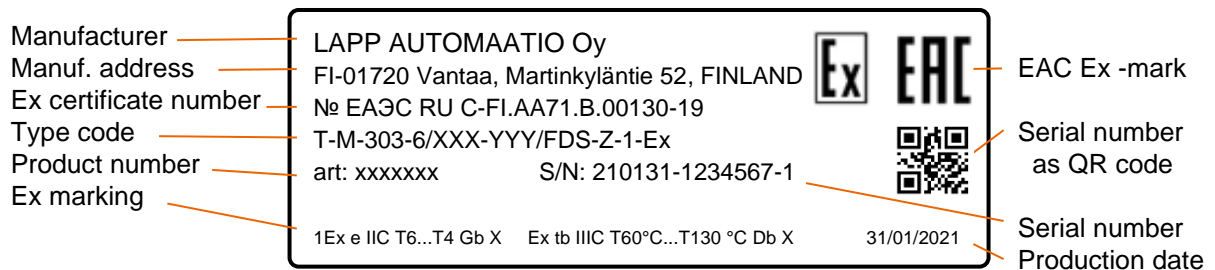 Manufacturer
Manuf. address
Ex certificate number
Type code
Product number
Ex marking
LAPP AUTOMAATIO Oy
FI-01720 Vantaa, Martinkyläntie 52, FINLAND
№ ЕАЭС RU C-FI.AA71.B.00130-19
T-M-303-6/XXX-YYY/FDS-Z-1-Ex
art: xxxxxxx S/N: 210131-1234567-1
1Ex e IIC T6...T4 Gb X Ex tb IIIC T60°C...T130 °C Db X 31/01/2021
Ex EAC
EAC Ex -mark
Serial number
as QR code
Serial number
Production date